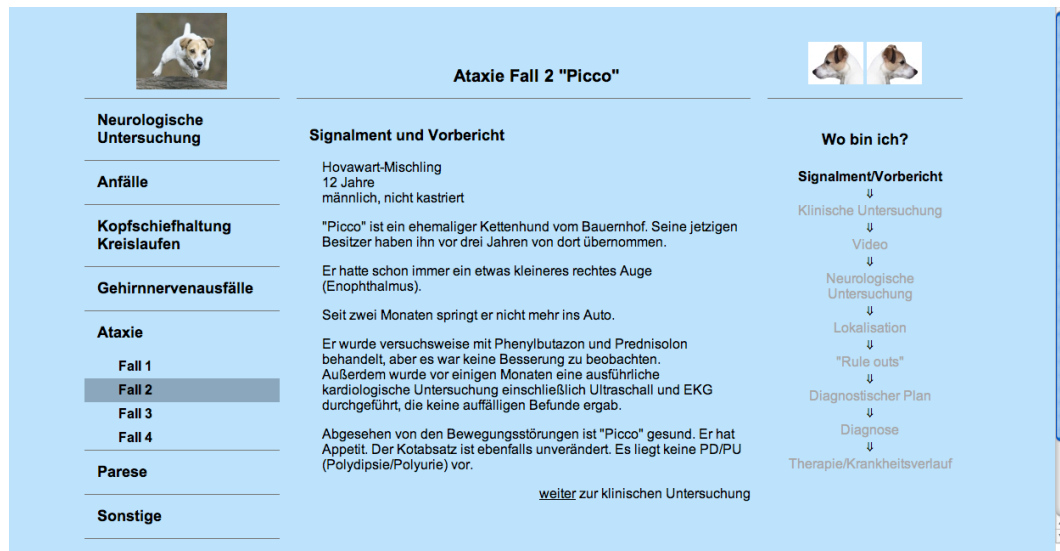 Ataxie Fall 2 "Picco"
Neurologische
Untersuchung
Anfälle
Kopfschiefhaltung
Kreislaufen
Gehirnnervenausfälle
Ataxie
Fall 1
Fall 2
Fall 3
Fall 4
Parese
Sonstige
Signalment und Vorbericht
Hovawart-Mischling
12 Jahre
männlich, nicht kastriert
"Picco" ist ein ehemaliger Kettenhund vom Bauernhof. Seine jetzigen
Besitzer haben ihn vor drei Jahren von dort übernommen.
Er hatte schon immer ein etwas kleineres rechtes Auge
(Enophthalmus).
Seit zwei Monaten springt er nicht mehr ins Auto.
Er wurde versuchsweise mit Phenylbutazon und Prednisolon
behandelt, aber es war keine Besserung zu beobachten.
Außerdem wurde vor einigen Monaten eine ausführliche
kardiologische Untersuchung einschließlich Ultraschall und EKG
durchgeführt, die keine auffälligen Befunde ergab.
Abgesehen von den Bewegungsstörungen ist "Picco" gesund. Er hat
Appetit. Der Kotabsatz ist ebenfalls unverändert. Es liegt keine PD/PU
(Polydipsie/Polyurie) vor.
weiter zur klinischen Untersuchung
Wo bin ich?
Signalment/Vorbericht
⇓
Klinische Untersuchung
⇓
Video
⇓
Neurologische
Untersuchung
⇓
Lokalisation
⇓
"Rule outs"
⇓
Diagnostischer Plan
⇓
Diagnose
⇓
Therapie/Krankheitsverlauf